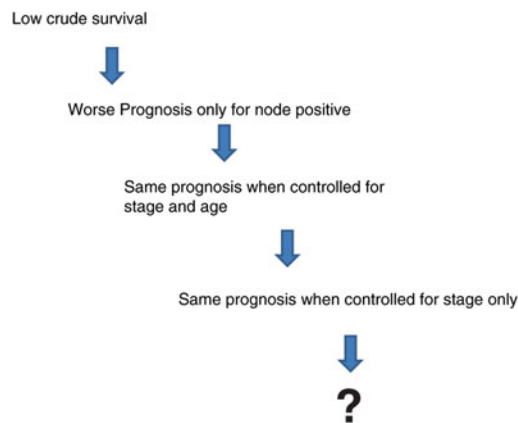 Low crude survival
Worse Prognosis only for node positive
Same prognosis when controlled for
stage and age
Same prognosis when controlled for stage only
?